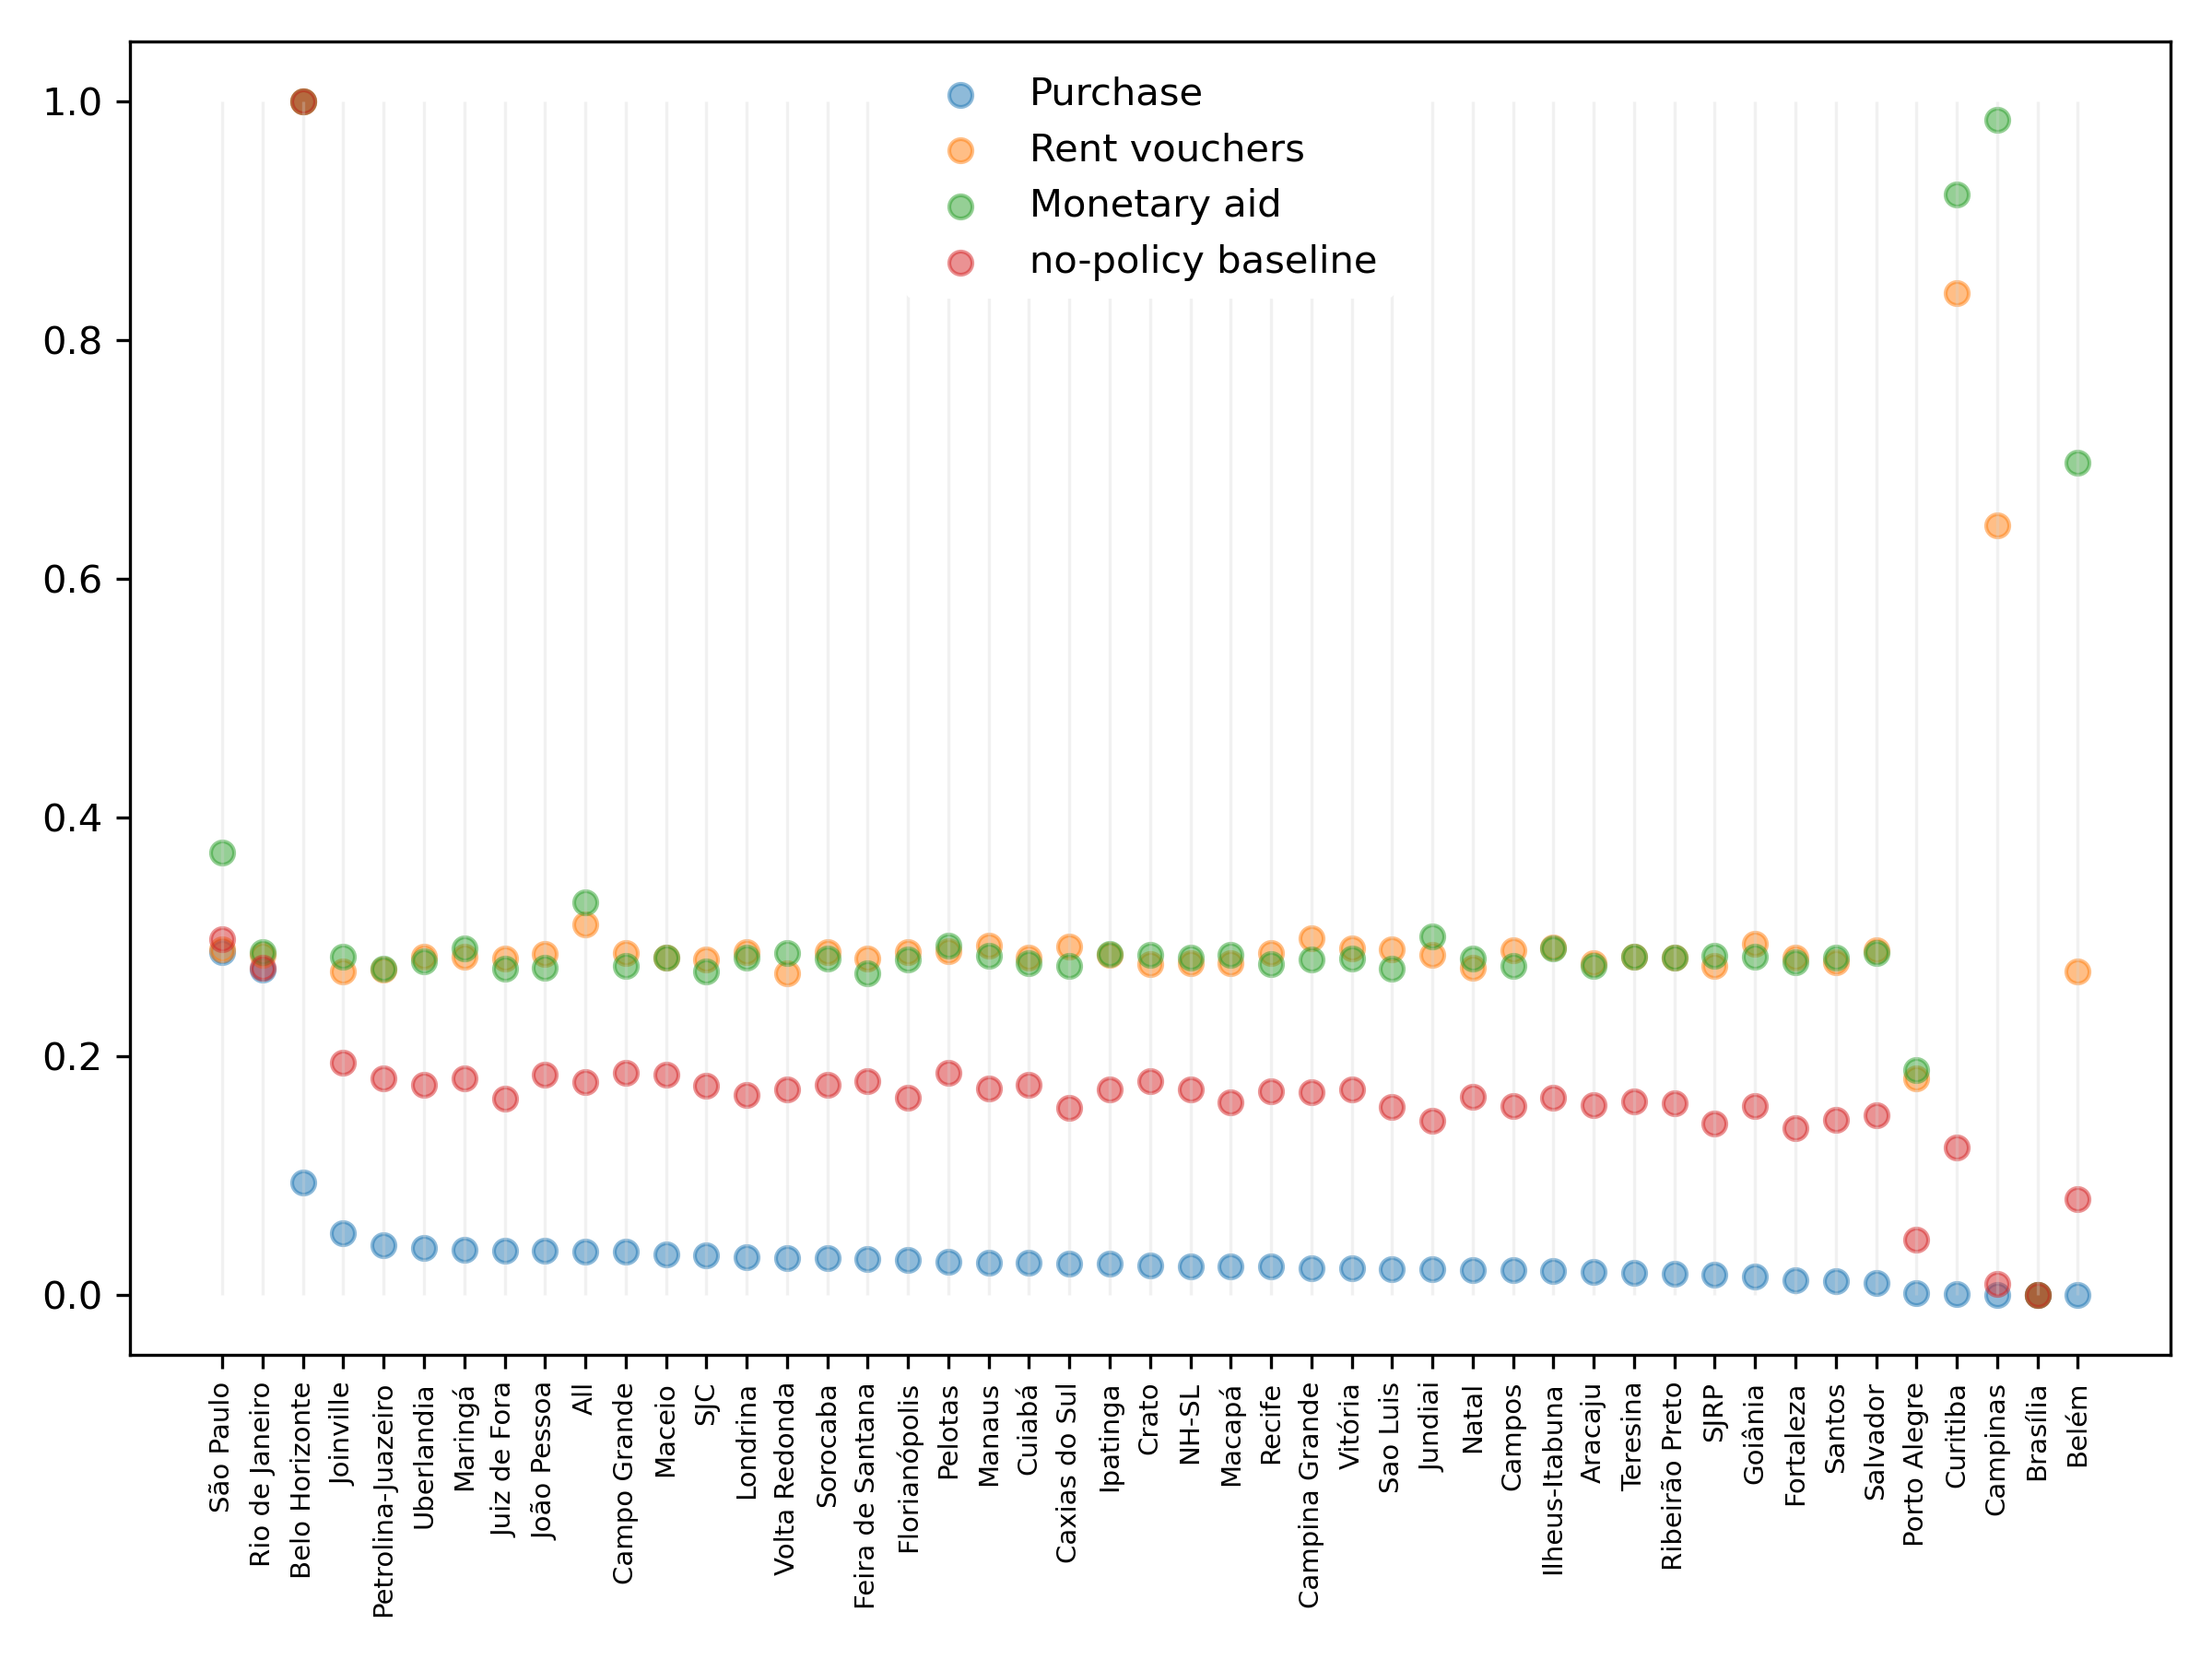 Purchase
Rent vouchers
Monetary aid
no-policy baseline
1.0
0.8
0.6
0.4
0.2
0.0
São Paulo
Rio de Janeiro
Belo Horizonte
Joinville
Petrolina-Juazeiro
Uberlandia
Maringá
Juiz de Fora
João Pessoa
All
Campo Grande
Maceio
SJC
Londrina
Volta Redonda
Sorocaba
Feira de Santana
Florianópolis
Pelotas
Manaus
Cuiabá
Caxias do Sul
Ipatinga
Crato
NH-SL
Macapá
Recife
Campina Grande
Vitória
Sao Luis
Jundiai
Natal
Campos
Ilheus-Itabuna
Aracaju
Teresina
Ribeirão Preto
SJRP
Goiânia
Fortaleza
Santos
Salvador
Porto Alegre
Curitiba
Campinas
Brasília
Belém